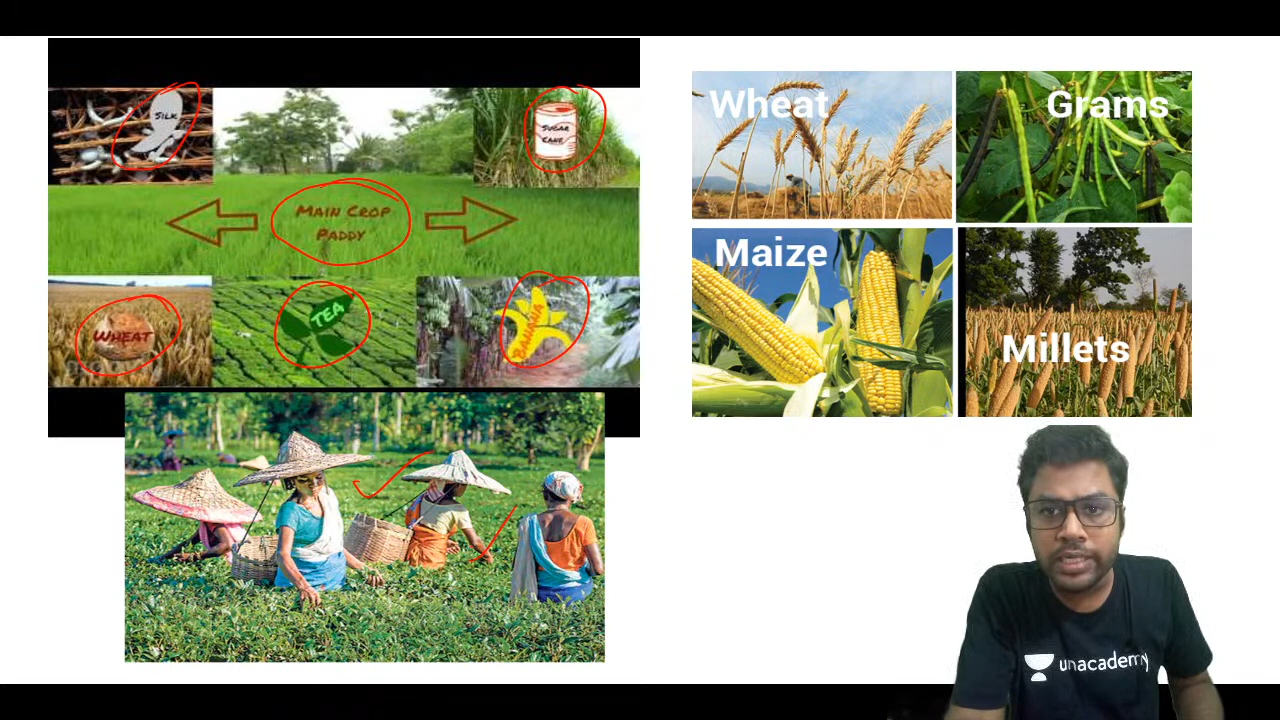 SILK
SUGAR
CANE
MAIN CROP
PADDY
WHEAT
TEA
BANANA
Wheat
Grams
Maize
Millets
unacademy